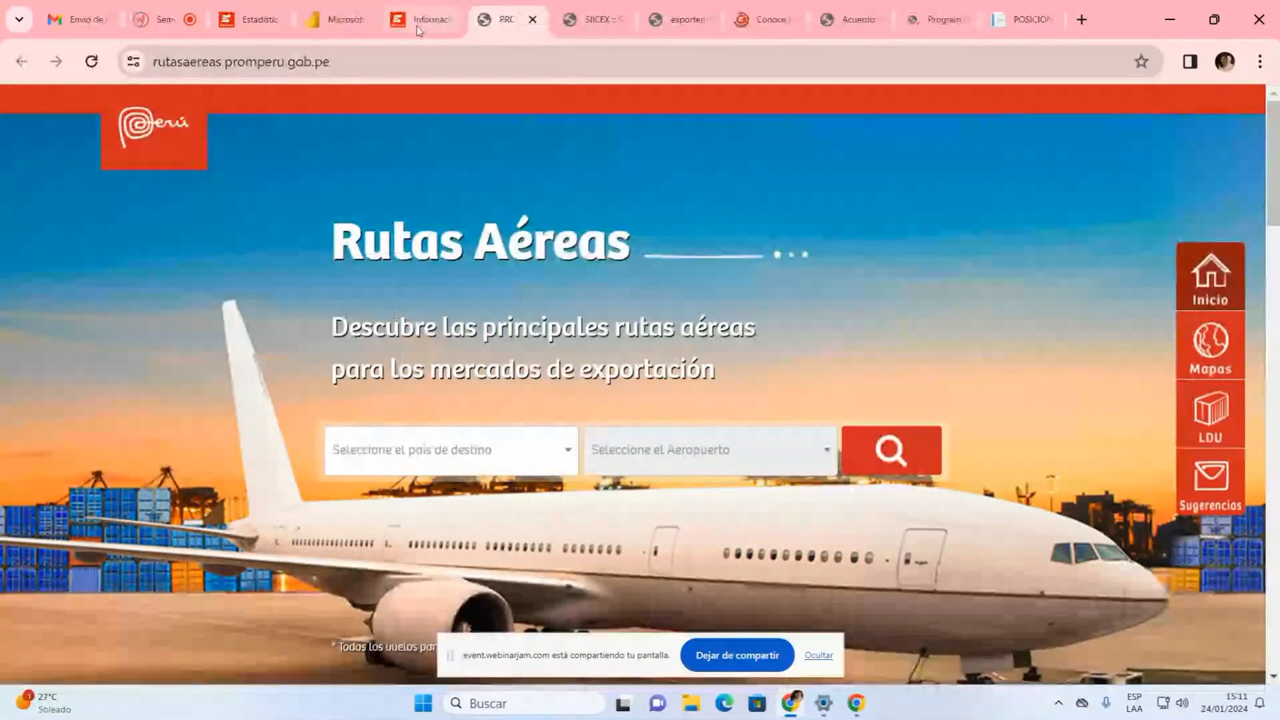 Envío de
Estadístic
Microsoft
Informaci
PRO
SIICEX :: S
exporte
Conoce
Acuerdo
Program
POSICION
rutasaereas.promperu.gob.pe
Perú
Rutas Aéreas
Descubre las principales rutas aéreas
para los mercados de exportación
Seleccione el país de destino
Seleccione el Aeropuerto
Inicio
Mapas
LDU
Sugerencias
* Todos los vuelos par
event.webinarjam.com está compartiendo tu pantalla.
Dejar de compartir
Ocultar
27°C
Soleado
Buscar
ESP
LAA
15:11
24/01/2024